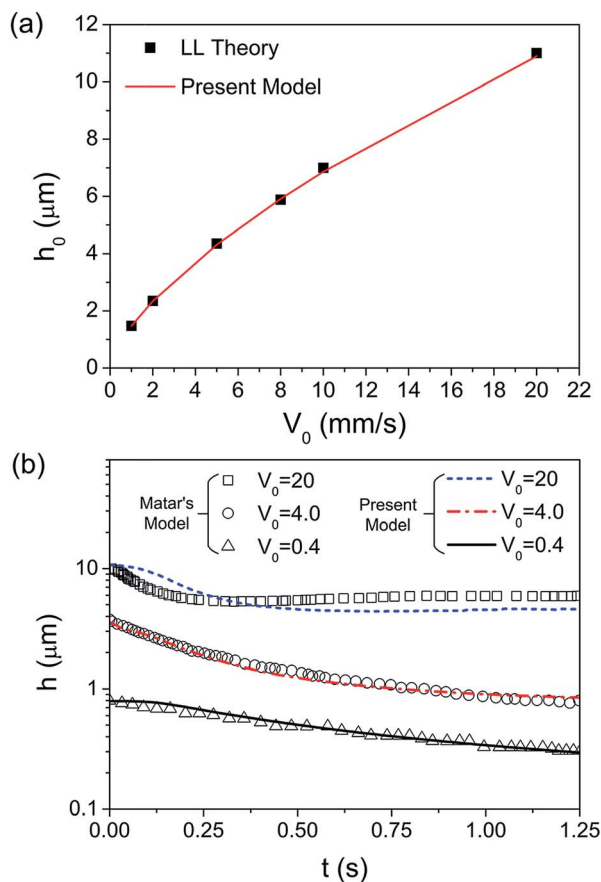 (a)
12
10
8
6
4
2
0
h₀ (μm)
LL Theory
Present Model
0 2 4 6 8 10 12 14 16 18 20 22
V₀ (mm/s)
(b)
10
1
0.1
h (μm)
Matar's
Model
V₀=20
V₀=4.0
V₀=0.4
Present
Model
V₀=20
V₀=4.0
V₀=0.4
0.00 0.25 0.50 0.75 1.00 1.25
t (s)